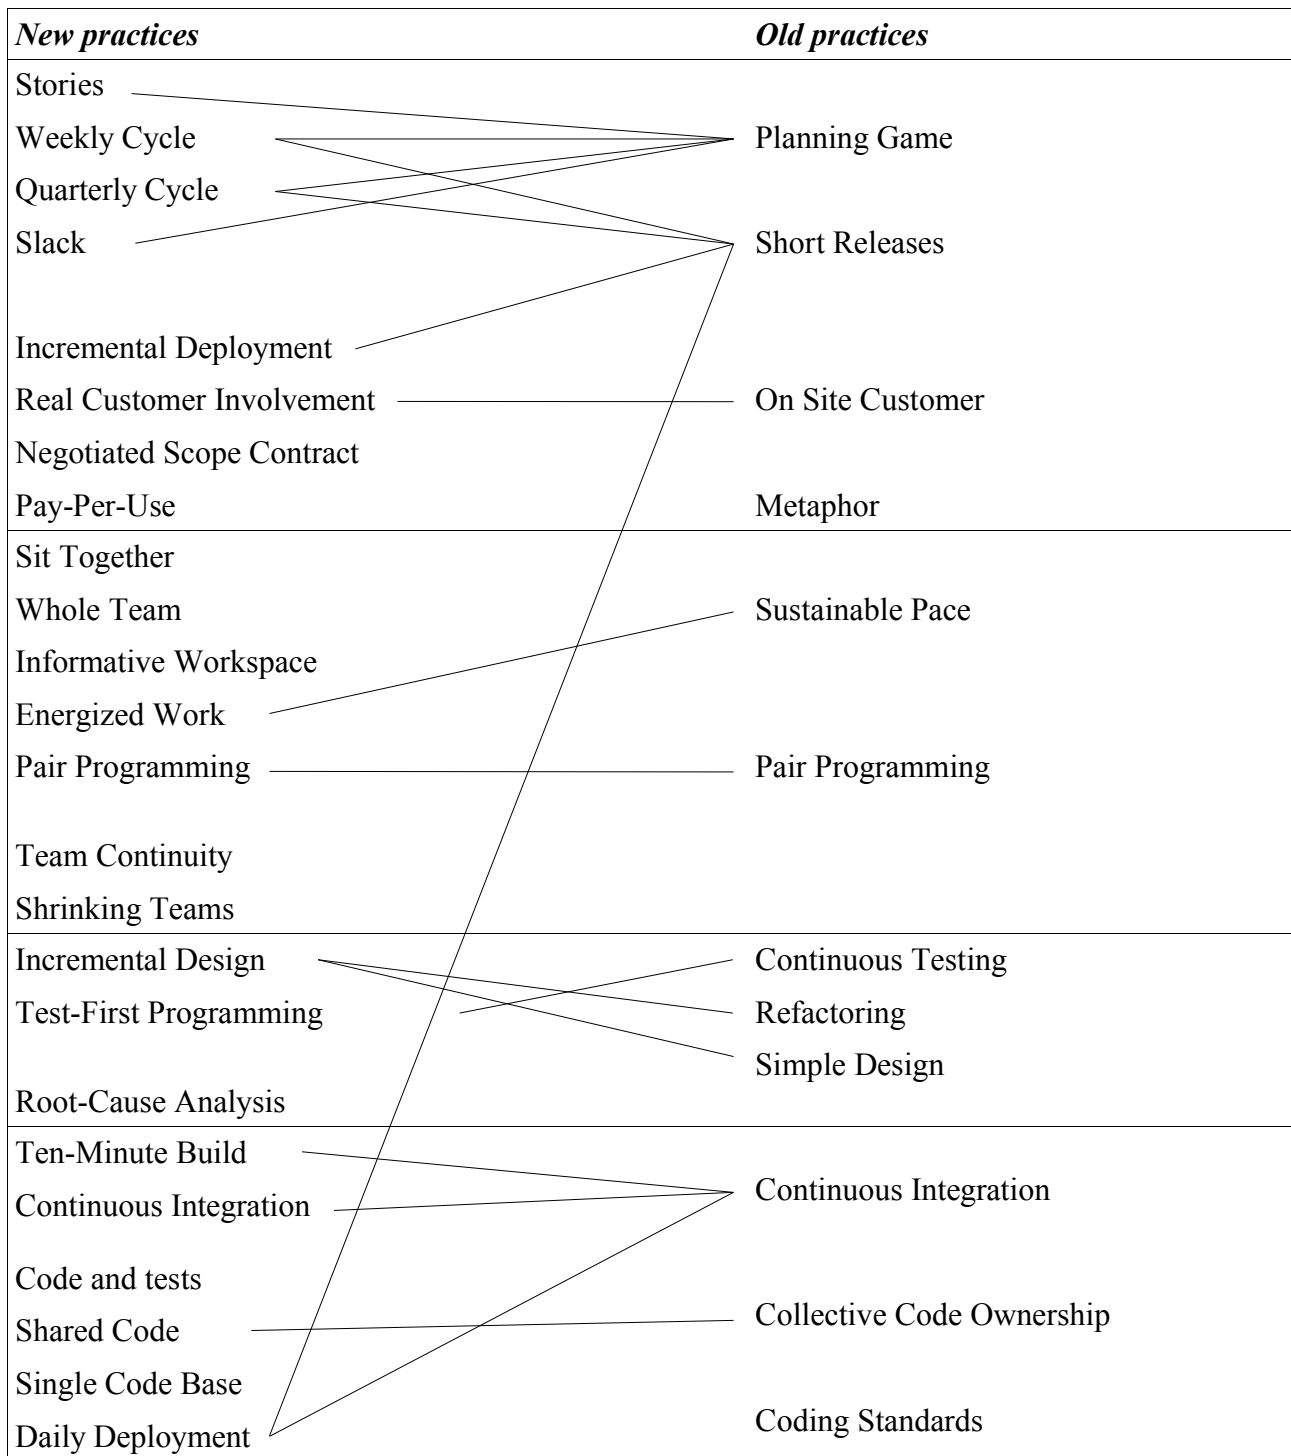 New practices Old practices
Stories
Weekly Cycle Planning Game
Quarterly Cycle
Slack Short Releases
Incremental Deployment
Real Customer Involvement On Site Customer
Negotiated Scope Contract
Pay-Per-Use Metaphor
Sit Together
Whole Team Sustainable Pace
Informative Workspace
Energized Work
Pair Programming Pair Programming
Team Continuity
Shrinking Teams
Incremental Design Continuous Testing
Test-First Programming Refactoring
Simple Design
Root-Cause Analysis
Ten-Minute Build
Continuous Integration Continuous Integration
Code and tests
Shared Code Collective Code Ownership
Single Code Base
Daily Deployment Coding Standards